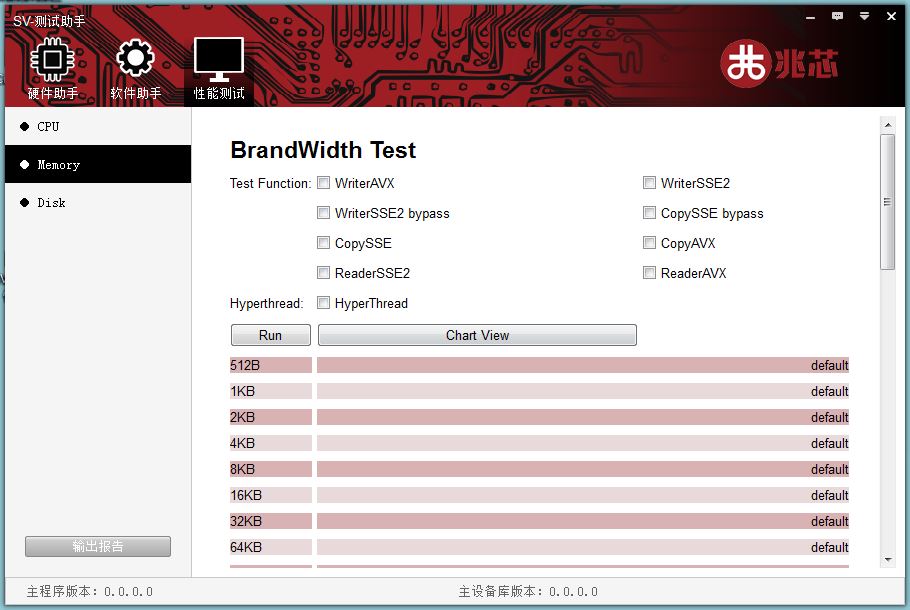 SV-测试助手
硬件助手 软件助手 性能测试 兆芯
CPU
Memory
Disk
输出报告
BrandWidth Test
Test Function: WriterAVX WriterSSE2
WriterSSE2 bypass CopySSE bypass
CopySSE CopyAVX
ReaderSSE2 ReaderAVX
Hyperthread: HyperThread
Run Chart View
512B default
1KB default
2KB default
4KB default
8KB default
16KB default
32KB default
64KB default
主程序版本: 0.0.0.0 主设备库版本: 0.0.0.0